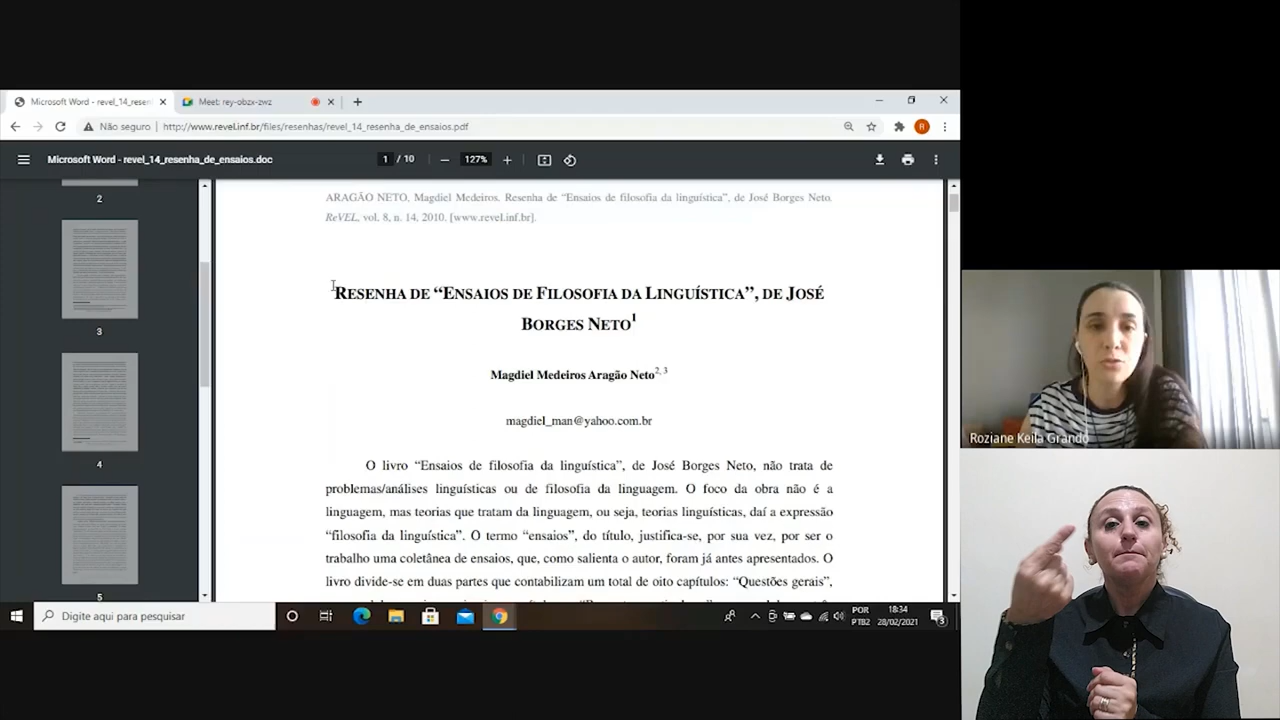 Microsoft Word - revel_14_resen
Meet: rey-obzx-zwz
Não seguro
http://www.revel.inf.br/files/resenhas/revel_14_resenha_de_ensaios.pdf
R
Microsoft Word - revel_14_resenha_de_ensaios.doc
1 / 10
127%
2
3
4
5
ARAGÃO NETO, Magdiel Medeiros. Resenha de “Ensaios de filosofia da linguística”, de José Borges Neto.
ReVEL, vol. 8, n. 14, 2010. [www.revel.inf.br].
RESENHA DE “ENSAIOS DE FILOSOFIA DA LINGUÍSTICA”, DE JOSÉ
BORGES NETO1
Magdiel Medeiros Aragão Neto2, 3
magdiel_man@yahoo.com.br
O livro “Ensaios de filosofia da linguística”, de José Borges Neto, não trata de
problemas/análises linguísticas ou de filosofia da linguagem. O foco da obra não é a
linguagem, mas teorias que tratam da linguagem, ou seja, teorias linguísticas, daí a expressão
“filosofia da linguística”. O termo “ensaios”, do título, justifica-se, por sua vez, por ser o
trabalho uma coletânea de ensaios, que, como salienta o autor, foram já antes apresentados. O
livro divide-se em duas partes que contabilizam um total de oito capítulos: “Questões gerais”,
Digite aqui para pesquisar
POR
PTB2
18:34
28/02/2021
3
Roziane Keila Grando